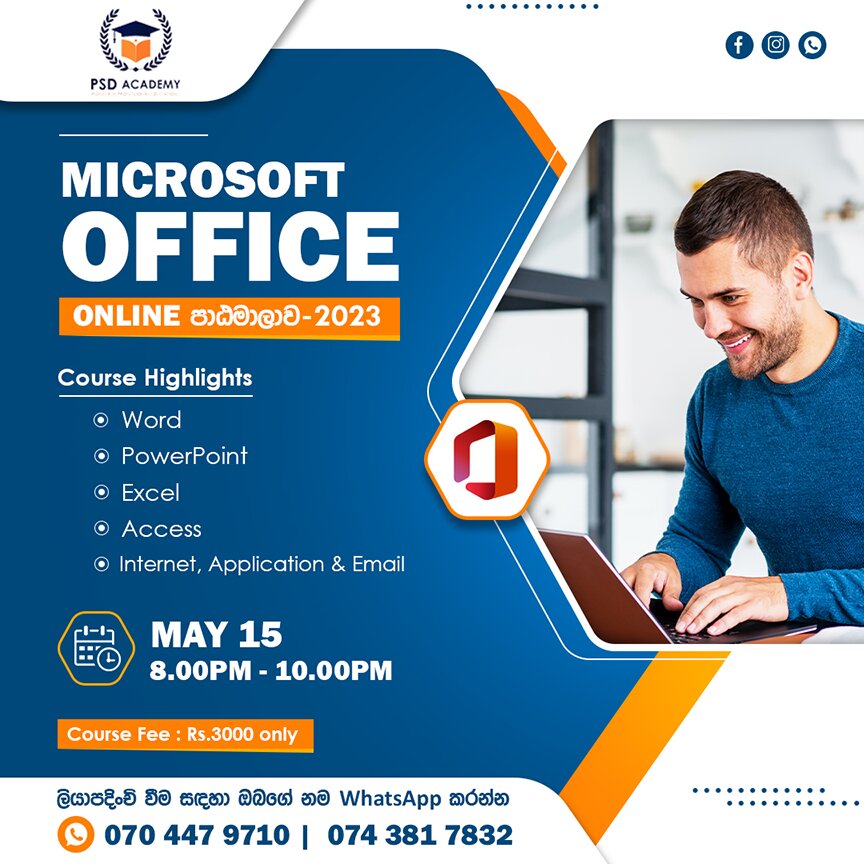 PSD ACADEMY
MICROSOFT
OFFICE
ONLINE පාඨමාලාව-2023
Course Highlights
Word
PowerPoint
Excel
Access
Internet, Application & Email
MAY 15
8.00PM - 10.00PM
Course Fee : Rs.3000 only
ලියාපදිංචි වීම සඳහා ඔබගේ නම WhatsApp කරන්න
070 447 9710 | 074 381 7832